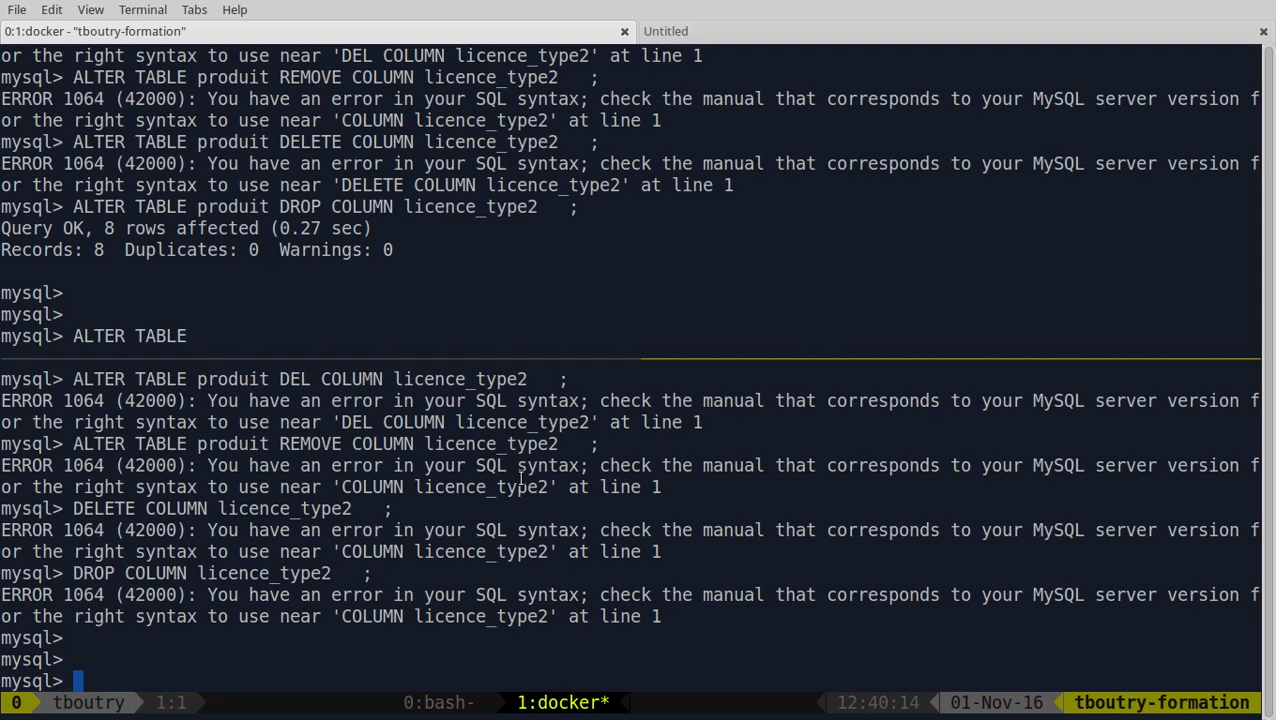 File Edit View Terminal Tabs Help
0:1:docker - "tboutry-formation" Untitled
or the right syntax to use near 'DEL COLUMN licence_type2' at line 1
mysql> ALTER TABLE produit REMOVE COLUMN licence_type2   ;
ERROR 1064 (42000): You have an error in your SQL syntax; check the manual that corresponds to your MySQL server version f
or the right syntax to use near 'COLUMN licence_type2' at line 1
mysql> ALTER TABLE produit DELETE COLUMN licence_type2   ;
ERROR 1064 (42000): You have an error in your SQL syntax; check the manual that corresponds to your MySQL server version f
or the right syntax to use near 'DELETE COLUMN licence_type2' at line 1
mysql> ALTER TABLE produit DROP COLUMN licence_type2   ;
Query OK, 8 rows affected (0.27 sec)
Records: 8  Duplicates: 0  Warnings: 0
mysql>
mysql>
mysql> ALTER TABLE
mysql> ALTER TABLE produit DEL COLUMN licence_type2   ;
ERROR 1064 (42000): You have an error in your SQL syntax; check the manual that corresponds to your MySQL server version f
or the right syntax to use near 'DEL COLUMN licence_type2' at line 1
mysql> ALTER TABLE produit REMOVE COLUMN licence_type2   ;
ERROR 1064 (42000): You have an error in your SQL syntax; check the manual that corresponds to your MySQL server version f
or the right syntax to use near 'COLUMN licence_type2' at line 1
mysql> DELETE COLUMN licence_type2   ;
ERROR 1064 (42000): You have an error in your SQL syntax; check the manual that corresponds to your MySQL server version f
or the right syntax to use near 'COLUMN licence_type2' at line 1
mysql> DROP COLUMN licence_type2   ;
ERROR 1064 (42000): You have an error in your SQL syntax; check the manual that corresponds to your MySQL server version f
or the right syntax to use near 'COLUMN licence_type2' at line 1
mysql>
mysql>
mysql>
0 tboutry 1:1 0:bash- 1:docker* 12:40:14 01-Nov-16 tboutry-formation